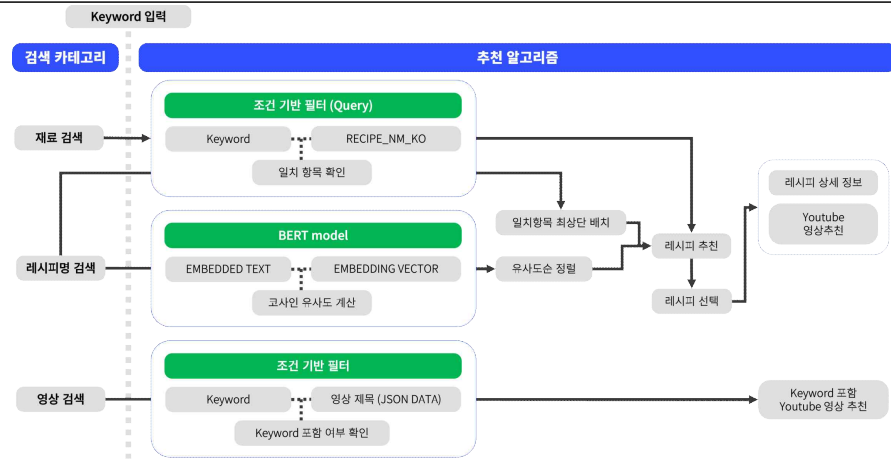 Keyword 입력
검색 카테고리
추천 알고리즘
조건 기반 필터 (Query)
재료 검색
Keyword
RECIPE_NM_KO
일치 항목 확인
레시피 상세 정보
Youtube
영상추천
일치항목 최상단 배치
BERT model
레시피 추천
레시피명 검색
EMBEDDED TEXT
EMBEDDING VECTOR
유사도순 정렬
코사인 유사도 계산
레시피 선택
조건 기반 필터
영상 검색
Keyword
영상 제목 (JSON DATA)
Keyword 포함 여부 확인
Keyword 포함
Youtube 영상 추천